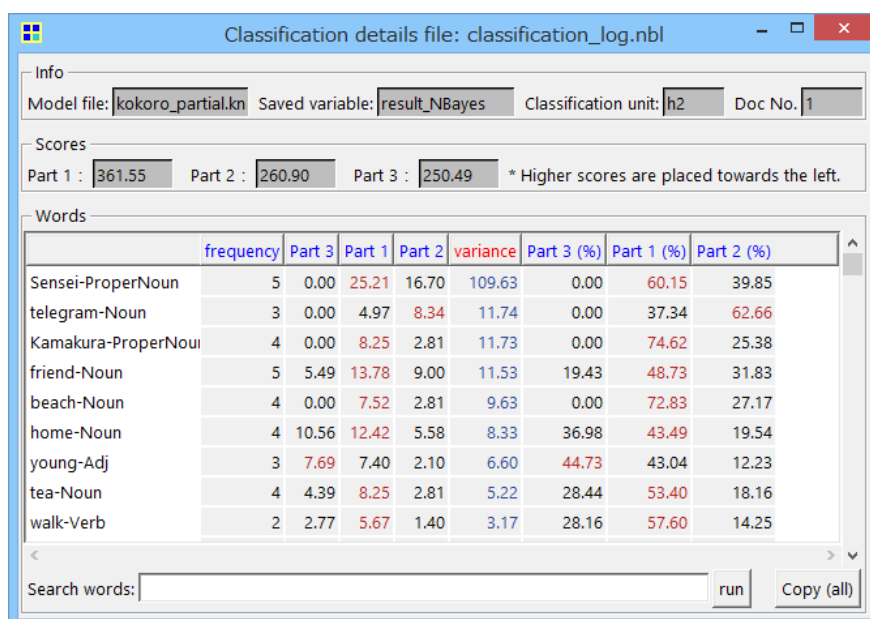 Classification details file: classification_log.nbl
Info
Model file: kokoro_partial.kn Saved variable: result_NBayes Classification unit: h2 Doc No. 1
Scores
Part 1 : 361.55 Part 2 : 260.90 Part 3 : 250.49 * Higher scores are placed towards the left.
Words
frequency Part 3 Part 1 Part 2 variance Part 3 (%) Part 1 (%) Part 2 (%)
Sensei-ProperNoun 5 0.00 25.21 16.70 109.63 0.00 60.15 39.85
telegram-Noun 3 0.00 4.97 8.34 11.74 0.00 37.34 62.66
Kamakura-ProperNou 4 0.00 8.25 2.81 11.73 0.00 74.62 25.38
friend-Noun 5 5.49 13.78 9.00 11.53 19.43 48.73 31.83
beach-Noun 4 0.00 7.52 2.81 9.63 0.00 72.83 27.17
home-Noun 4 10.56 12.42 5.58 8.33 36.98 43.49 19.54
young-Adj 3 7.69 7.40 2.10 6.60 44.73 43.04 12.23
tea-Noun 4 4.39 8.25 2.81 5.22 28.44 53.40 18.16
walk-Verb 2 2.77 5.67 1.40 3.17 28.16 57.60 14.25
Search words: run Copy (all)